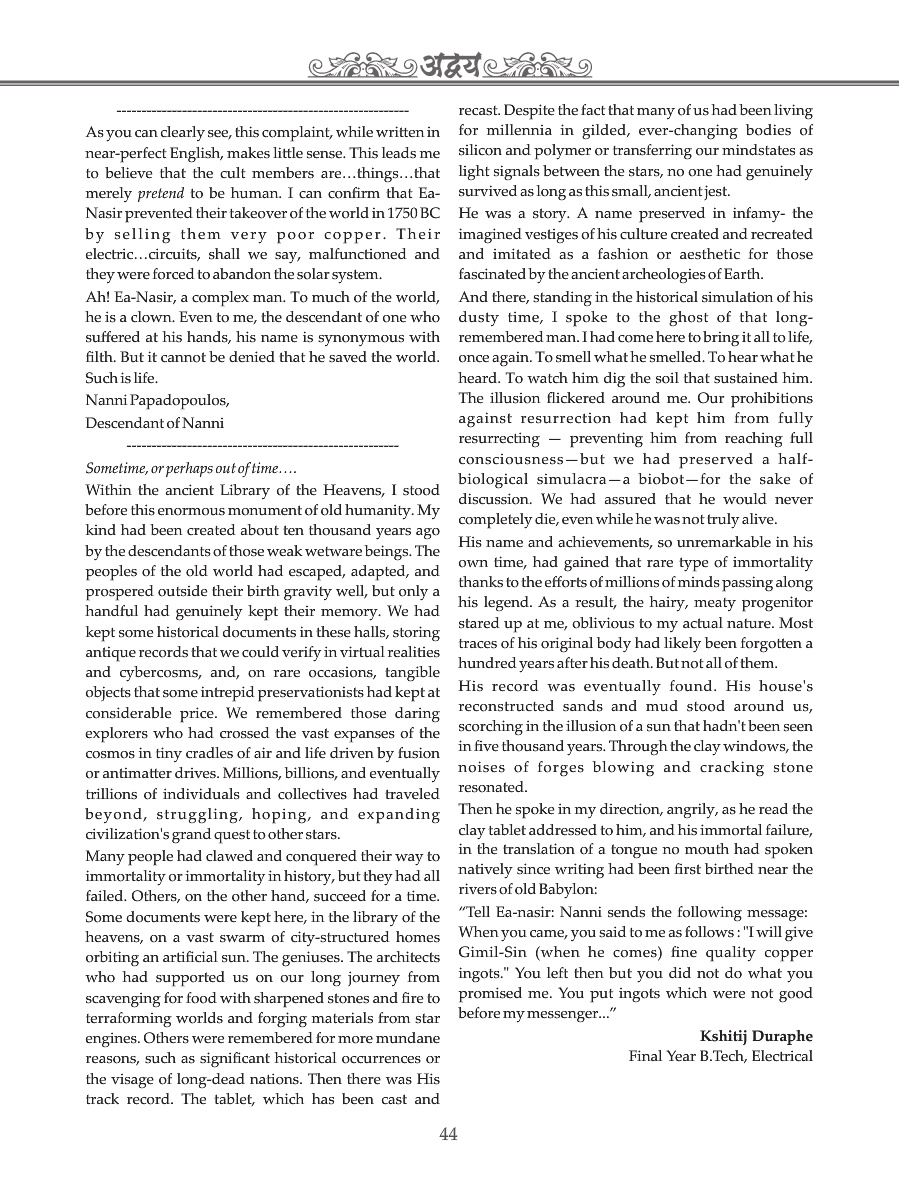 अद्वय
----------------------------------------------------------
As you can clearly see, this complaint, while written in
near-perfect English, makes little sense. This leads me
to believe that the cult members are…things…that
merely pretend to be human. I can confirm that Ea-
Nasir prevented their takeover of the world in 1750 BC
by selling them very poor copper. Their
electric…circuits, shall we say, malfunctioned and
they were forced to abandon the solar system.
Ah! Ea-Nasir, a complex man. To much of the world,
he is a clown. Even to me, the descendant of one who
suffered at his hands, his name is synonymous with
filth. But it cannot be denied that he saved the world.
Such is life.
Nanni Papadopoulos,
Descendant of Nanni
------------------------------------------------------
Sometime, or perhaps out of time….
Within the ancient Library of the Heavens, I stood
before this enormous monument of old humanity. My
kind had been created about ten thousand years ago
by the descendants of those weak wetware beings. The
peoples of the old world had escaped, adapted, and
prospered outside their birth gravity well, but only a
handful had genuinely kept their memory. We had
kept some historical documents in these halls, storing
antique records that we could verify in virtual realities
and cybercosms, and, on rare occasions, tangible
objects that some intrepid preservationists had kept at
considerable price. We remembered those daring
explorers who had crossed the vast expanses of the
cosmos in tiny cradles of air and life driven by fusion
or antimatter drives. Millions, billions, and eventually
trillions of individuals and collectives had traveled
beyond, struggling, hoping, and expanding
civilization's grand quest to other stars.
Many people had clawed and conquered their way to
immortality or immortality in history, but they had all
failed. Others, on the other hand, succeed for a time.
Some documents were kept here, in the library of the
heavens, on a vast swarm of city-structured homes
orbiting an artificial sun. The geniuses. The architects
who had supported us on our long journey from
scavenging for food with sharpened stones and fire to
terraforming worlds and forging materials from star
engines. Others were remembered for more mundane
reasons, such as significant historical occurrences or
the visage of long-dead nations. Then there was His
track record. The tablet, which has been cast and
recast. Despite the fact that many of us had been living
for millennia in gilded, ever-changing bodies of
silicon and polymer or transferring our mindstates as
light signals between the stars, no one had genuinely
survived as long as this small, ancient jest.
He was a story. A name preserved in infamy- the
imagined vestiges of his culture created and recreated
and imitated as a fashion or aesthetic for those
fascinated by the ancient archeologies of Earth.
And there, standing in the historical simulation of his
dusty time, I spoke to the ghost of that long-
remembered man. I had come here to bring it all to life,
once again. To smell what he smelled. To hear what he
heard. To watch him dig the soil that sustained him.
The illusion flickered around me. Our prohibitions
against resurrection had kept him from fully
resurrecting — preventing him from reaching full
consciousness—but we had preserved a half-
biological simulacra—a biobot—for the sake of
discussion. We had assured that he would never
completely die, even while he was not truly alive.
His name and achievements, so unremarkable in his
own time, had gained that rare type of immortality
thanks to the efforts of millions of minds passing along
his legend. As a result, the hairy, meaty progenitor
stared up at me, oblivious to my actual nature. Most
traces of his original body had likely been forgotten a
hundred years after his death. But not all of them.
His record was eventually found. His house's
reconstructed sands and mud stood around us,
scorching in the illusion of a sun that hadn't been seen
in five thousand years. Through the clay windows, the
noises of forges blowing and cracking stone
resonated.
Then he spoke in my direction, angrily, as he read the
clay tablet addressed to him, and his immortal failure,
in the translation of a tongue no mouth had spoken
natively since writing had been first birthed near the
rivers of old Babylon:
“Tell Ea-nasir: Nanni sends the following message:
When you came, you said to me as follows : "I will give
Gimil-Sin (when he comes) fine quality copper
ingots." You left then but you did not do what you
promised me. You put ingots which were not good
before my messenger...”
Kshitij Duraphe
Final Year B.Tech, Electrical
44